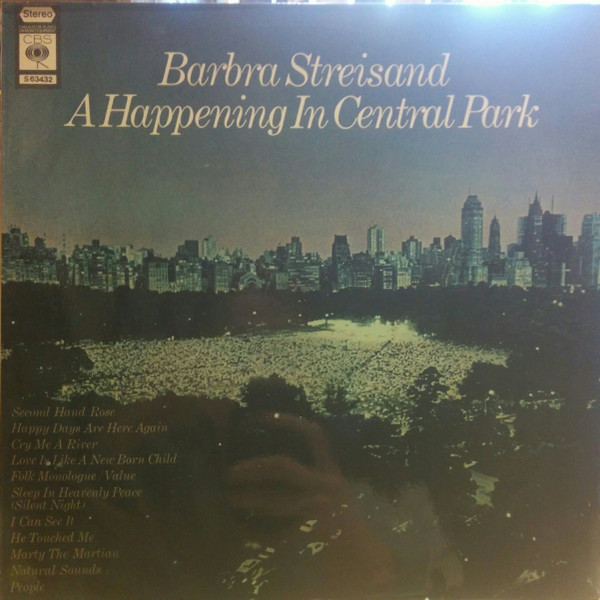 Stereo
CBS
S 63432
Barbra Streisand
A Happening In Central Park
Second Hand Rose
Happy Days Are Here Again
Cry Me A River
Love Is Like A New Born Child
Folk Monologue/Value
Sleep In Heavenly Peace
(Silent Night)
I Can See It
He Touched Me
Marty The Martian
Natural Sounds
People